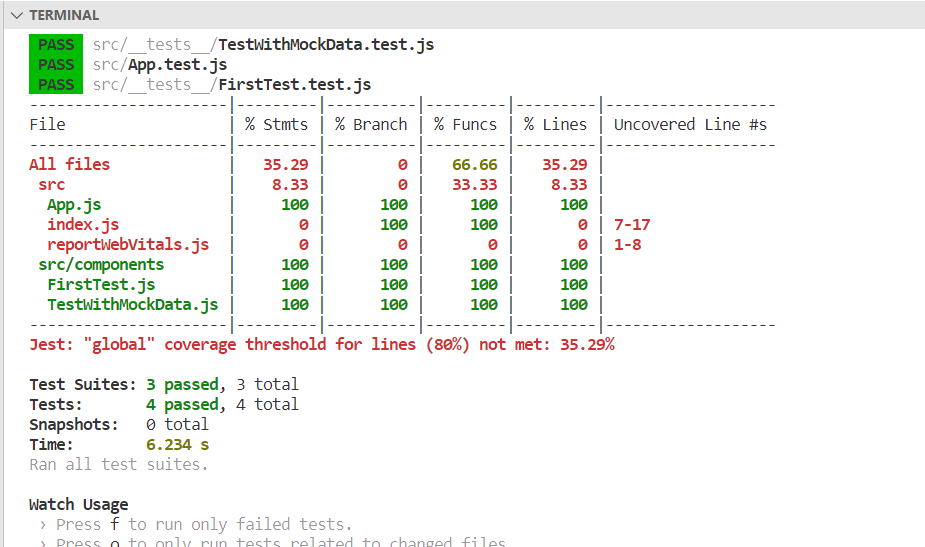 TERMINAL
PASS src/__tests__/TestWithMockData.test.js
PASS src/App.test.js
PASS src/__tests__/FirstTest.test.js
----------------------|---------|----------|---------|---------|-------------------
File                  | % Stmts | % Branch | % Funcs | % Lines | Uncovered Line #s
----------------------|---------|----------|---------|---------|-------------------
All files             |   35.29 |        0 |   66.66 |   35.29 |
 src                  |    8.33 |        0 |   33.33 |    8.33 |
  App.js              |     100 |      100 |     100 |     100 |
  index.js            |       0 |      100 |     100 |       0 | 7-17
  reportWebVitals.js  |       0 |        0 |       0 |       0 | 1-8
 src/components       |     100 |      100 |     100 |     100 |
  FirstTest.js        |     100 |      100 |     100 |     100 |
  TestWithMockData.js |     100 |      100 |     100 |     100 |
----------------------|---------|----------|---------|---------|-------------------
Jest: "global" coverage threshold for lines (80%) not met: 35.29%
Test Suites: 3 passed, 3 total
Tests:       4 passed, 4 total
Snapshots:   0 total
Time:        6.234 s
Ran all test suites.
Watch Usage
 › Press f to run only failed tests.
 › Press o to only run tests related to changed files